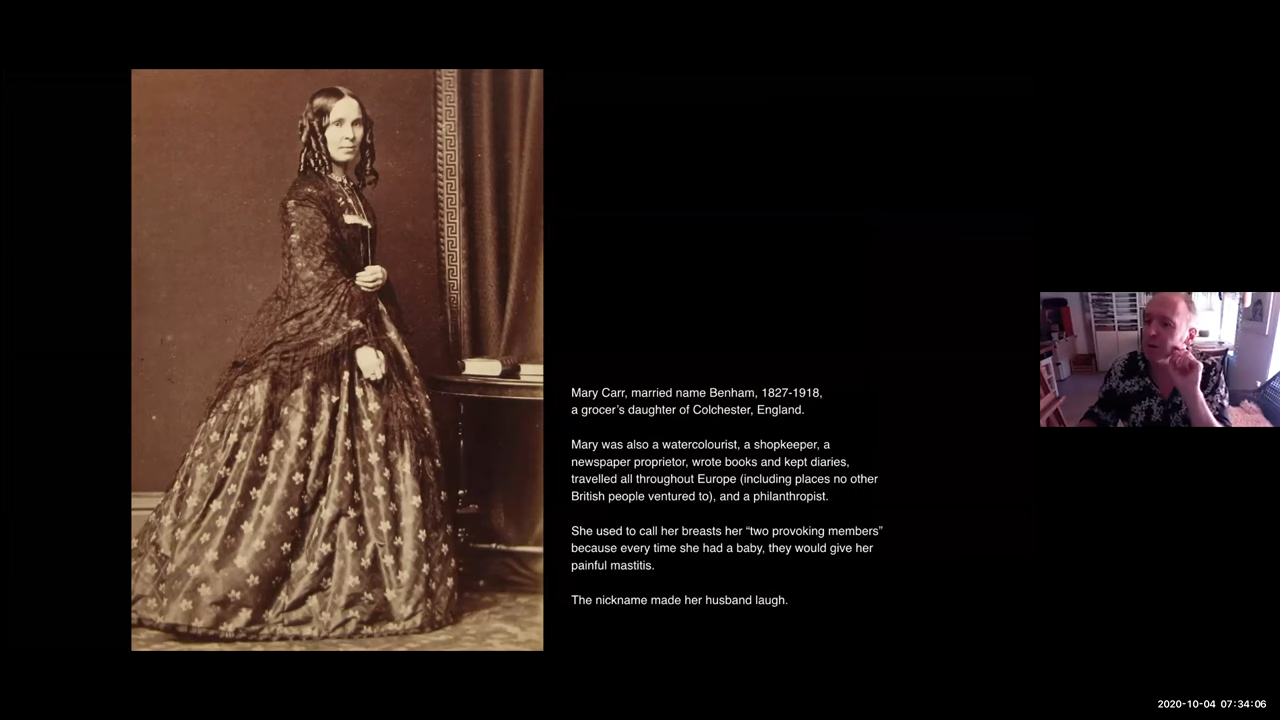 Mary Carr, married name Benham, 1827-1918,
a grocer's daughter of Colchester, England.
Mary was also a watercolourist, a shopkeeper, a
newspaper proprietor, wrote books and kept diaries,
travelled all throughout Europe (including places no other
British people ventured to), and a philanthropist.
She used to call her breasts her “two provoking members”
because every time she had a baby, they would give her
painful mastitis.
The nickname made her husband laugh.
2020-10-04 07:34:06